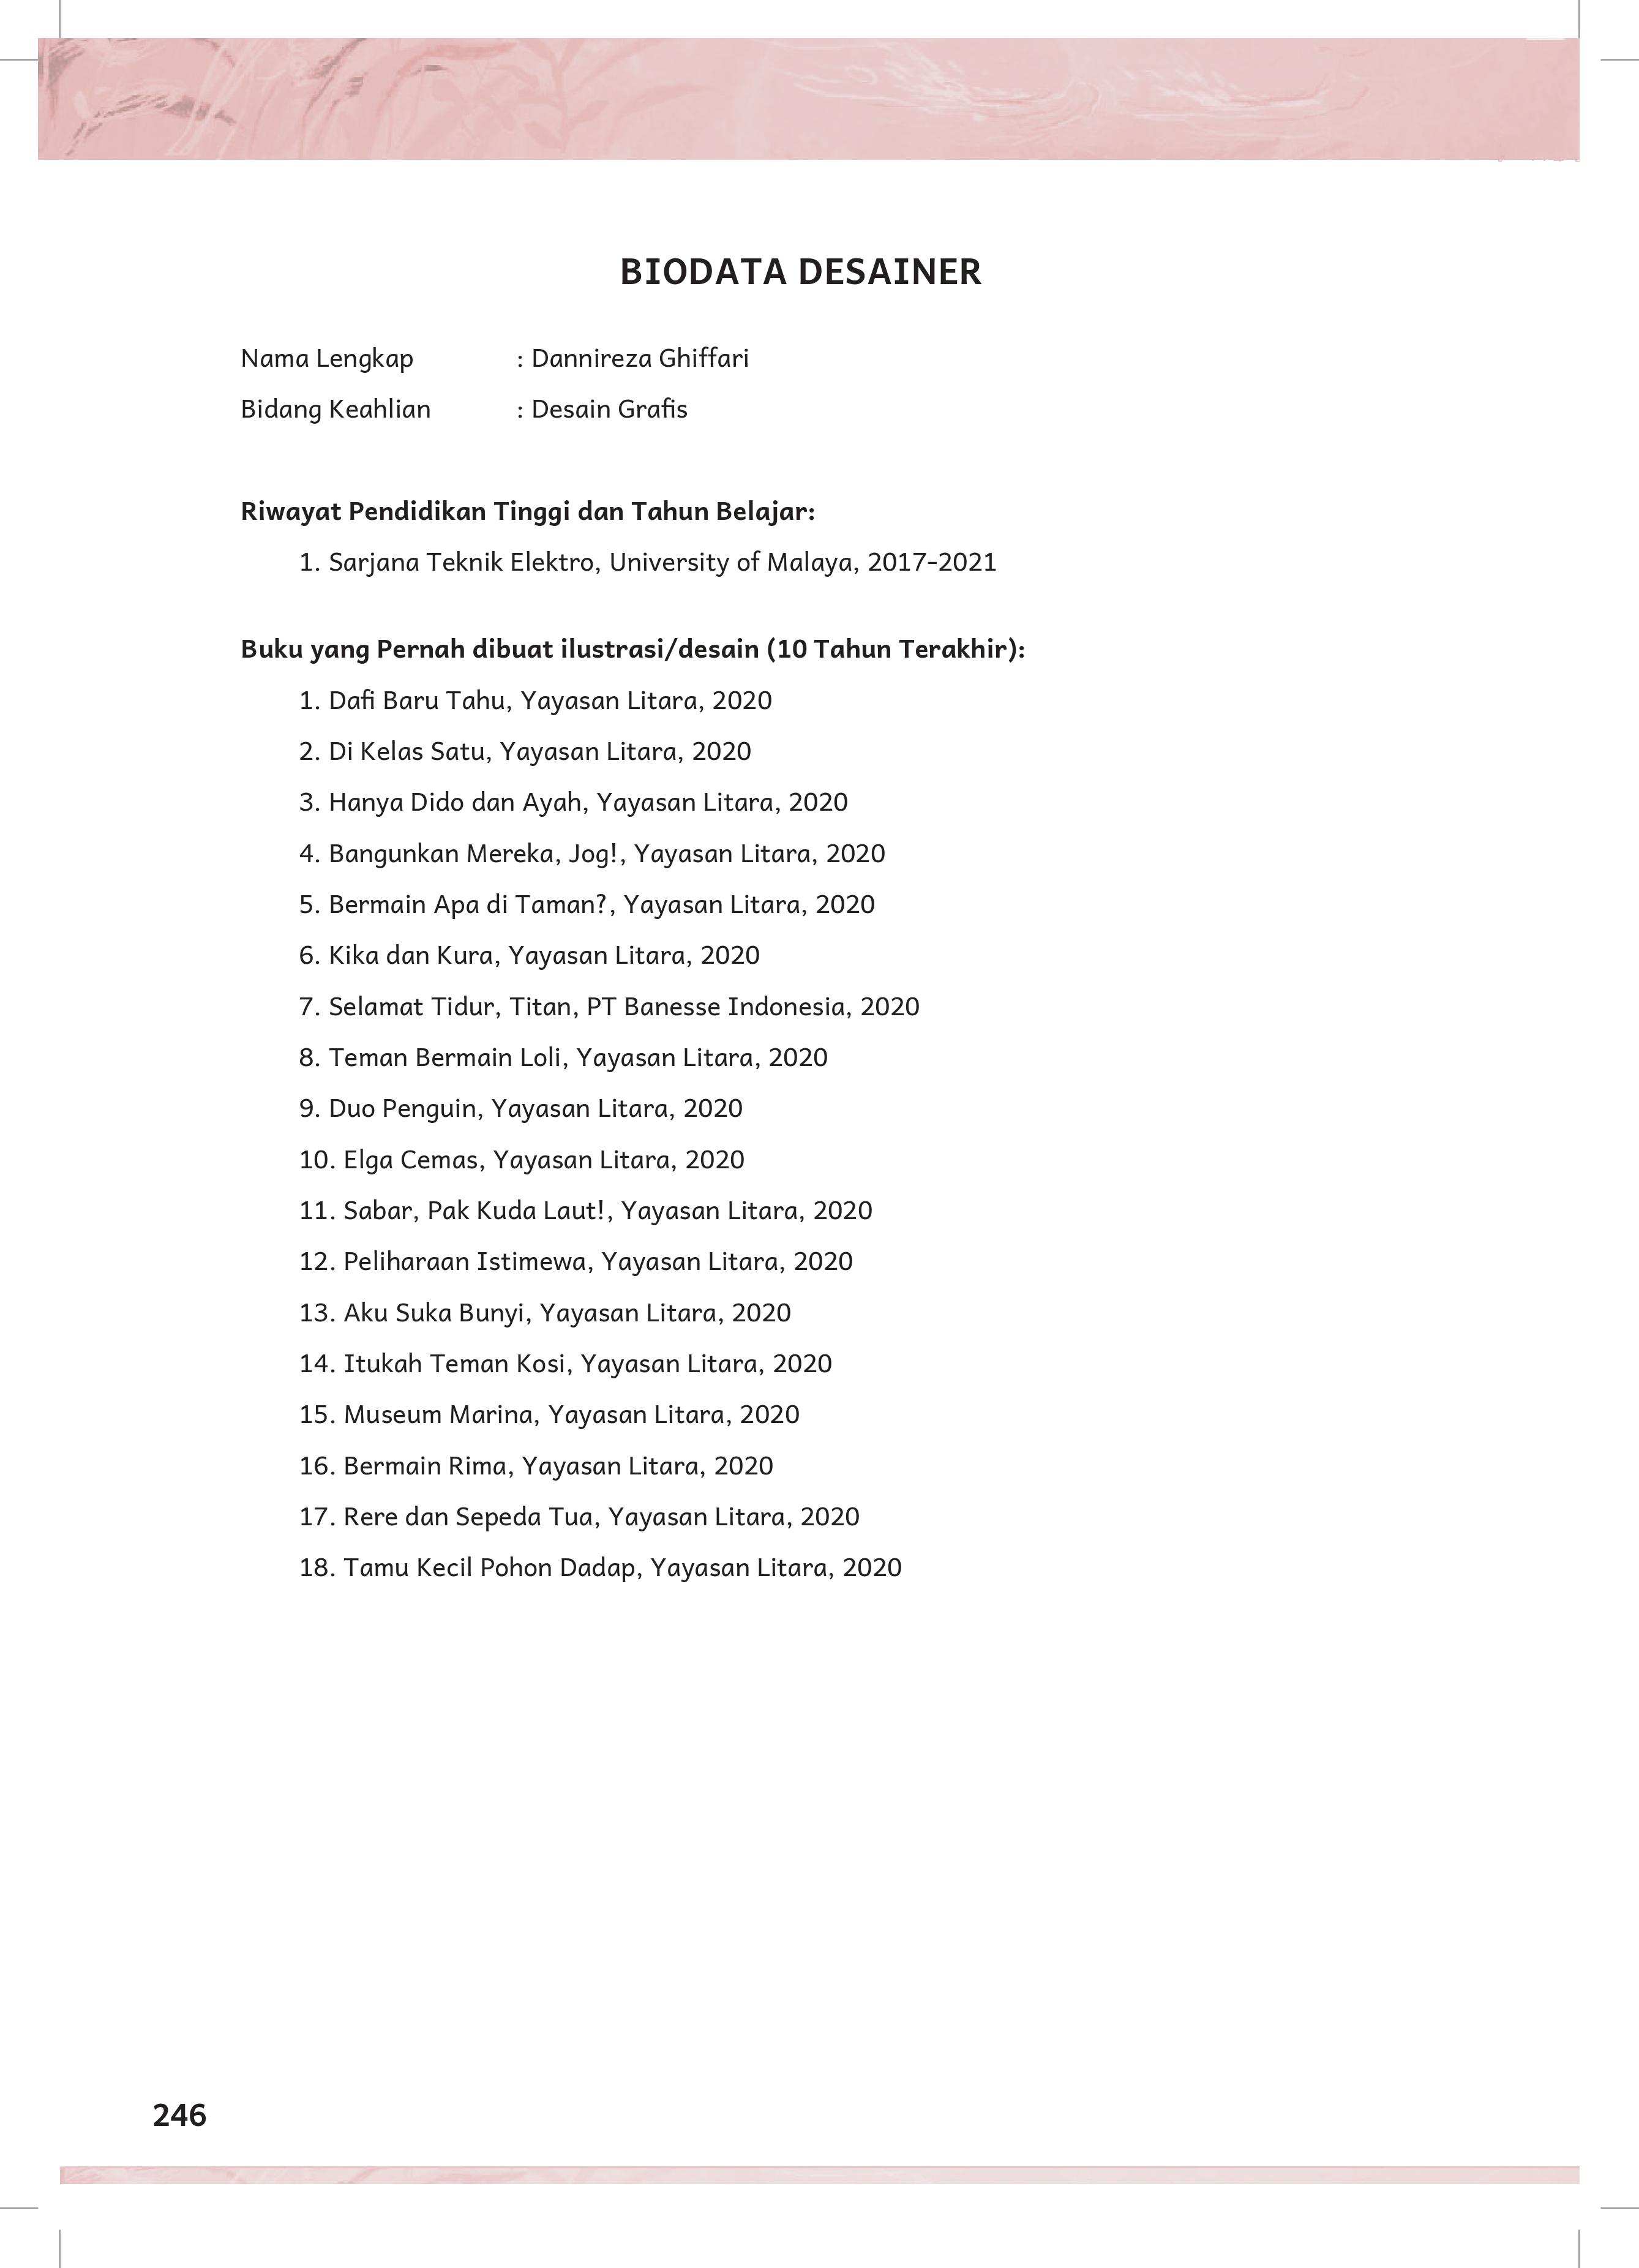 BIODATA DESAINER
Nama Lengkap : Dannireza Ghiffari
Bidang Keahlian : Desain Grafis
Riwayat Pendidikan Tinggi dan Tahun Belajar:
1. Sarjana Teknik Elektro, University of Malaya, 2017-2021
Buku yang Pernah dibuat ilustrasi/desain (10 Tahun Terakhir):
1. Dafi Baru Tahu, Yayasan Litara, 2020
2. Di Kelas Satu, Yayasan Litara, 2020
3. Hanya Dido dan Ayah, Yayasan Litara, 2020
4. Bangunkan Mereka, Jog!, Yayasan Litara, 2020
5. Bermain Apa di Taman?, Yayasan Litara, 2020
6. Kika dan Kura, Yayasan Litara, 2020
7. Selamat Tidur, Titan, PT Banesse Indonesia, 2020
8. Teman Bermain Loli, Yayasan Litara, 2020
9. Duo Penguin, Yayasan Litara, 2020
10. Elga Cemas, Yayasan Litara, 2020
11. Sabar, Pak Kuda Laut!, Yayasan Litara, 2020
12. Peliharaan Istimewa, Yayasan Litara, 2020
13. Aku Suka Bunyi, Yayasan Litara, 2020
14. Itukah Teman Kosi, Yayasan Litara, 2020
15. Museum Marina, Yayasan Litara, 2020
16. Bermain Rima, Yayasan Litara, 2020
17. Rere dan Sepeda Tua, Yayasan Litara, 2020
18. Tamu Kecil Pohon Dadap, Yayasan Litara, 2020
246